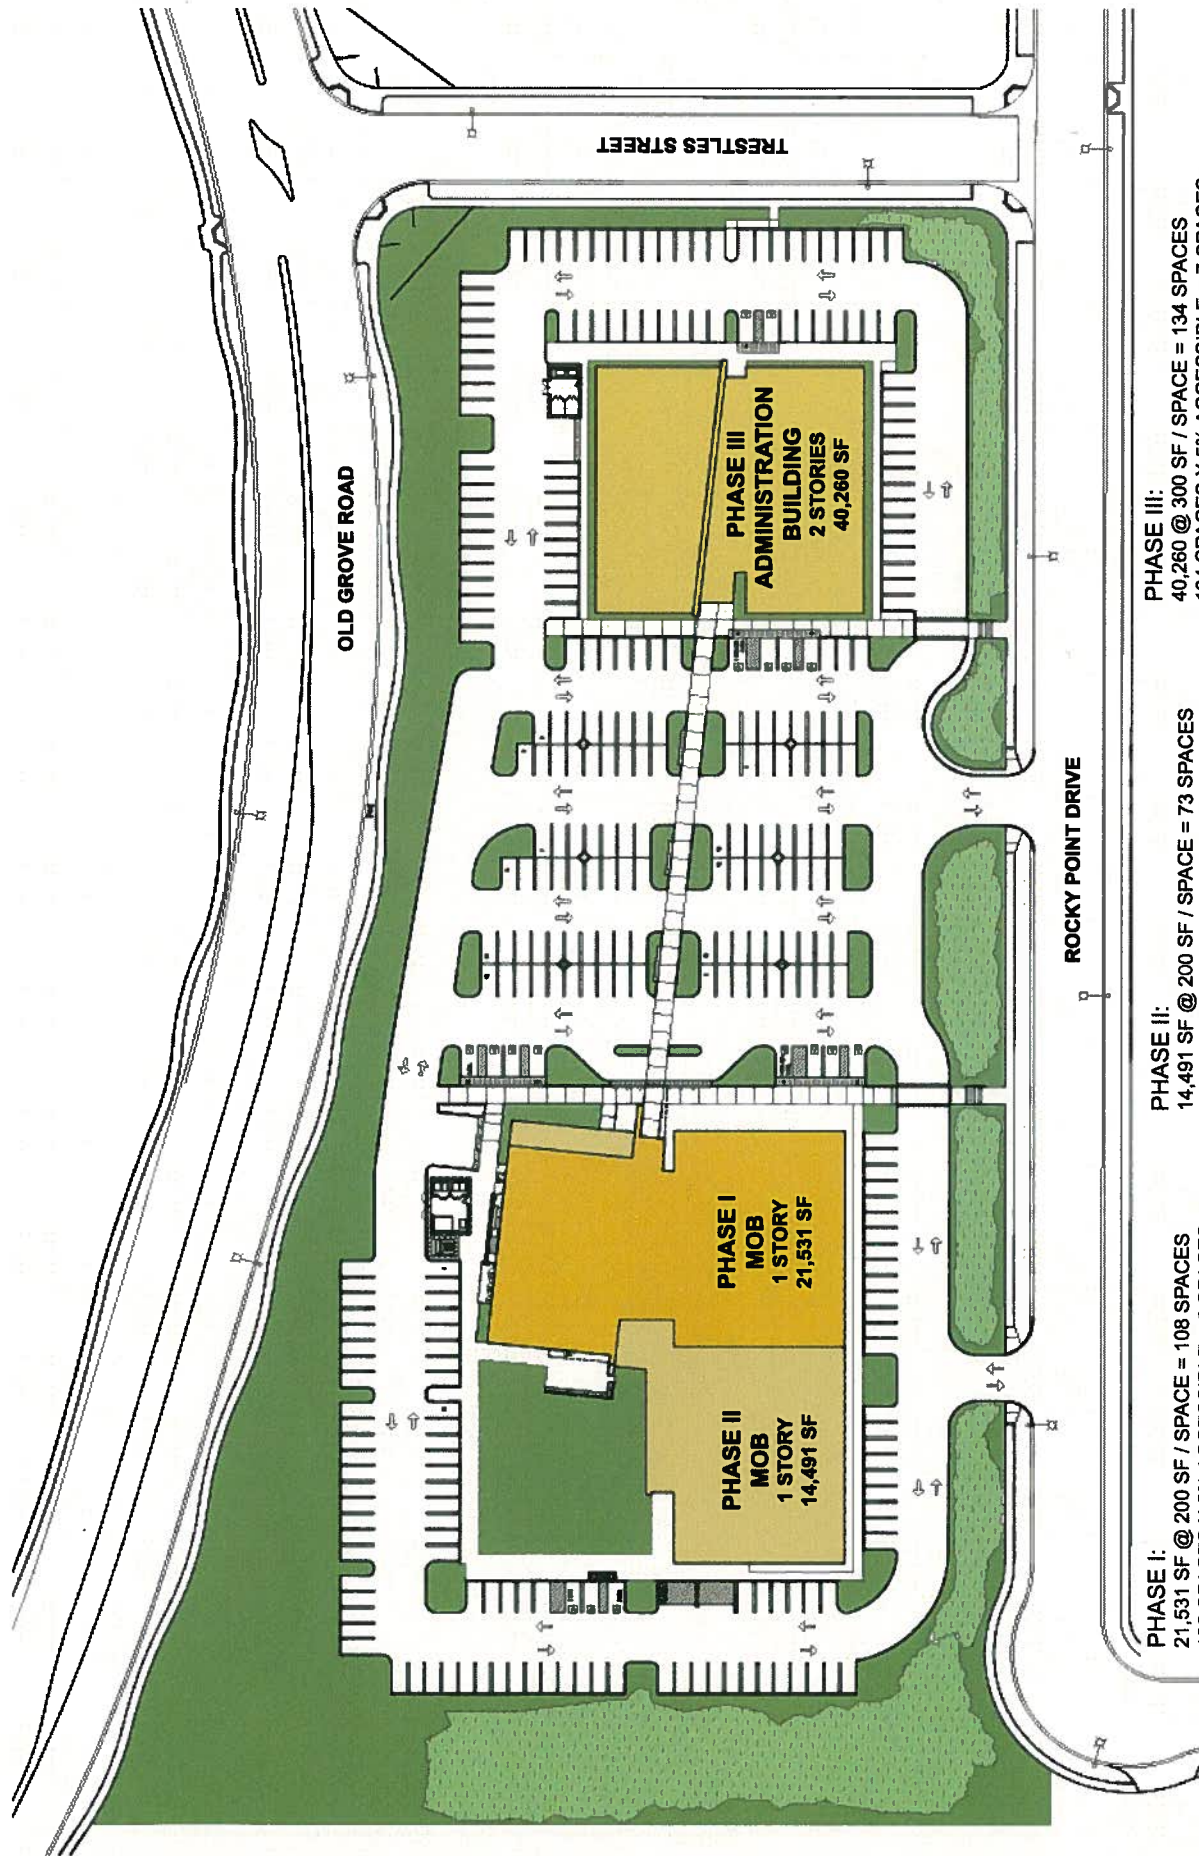 OLD GROVE ROAD
TRESTLES STREET
PHASE I
MOB
1 STORY
21,531 SF
PHASE II
MOB
1 STORY
14,491 SF
PHASE III
ADMINISTRATION
BUILDING
2 STORIES
40,260 SF
ROCKY POINT DRIVE
PHASE I:
21,531 SF @ 200 SF / SPACE = 108 SPACES
PHASE II:
14,491 SF @ 200 SF / SPACE = 73 SPACES
PHASE III:
40,260 @ 300 SF / SPACE = 134 SPACES